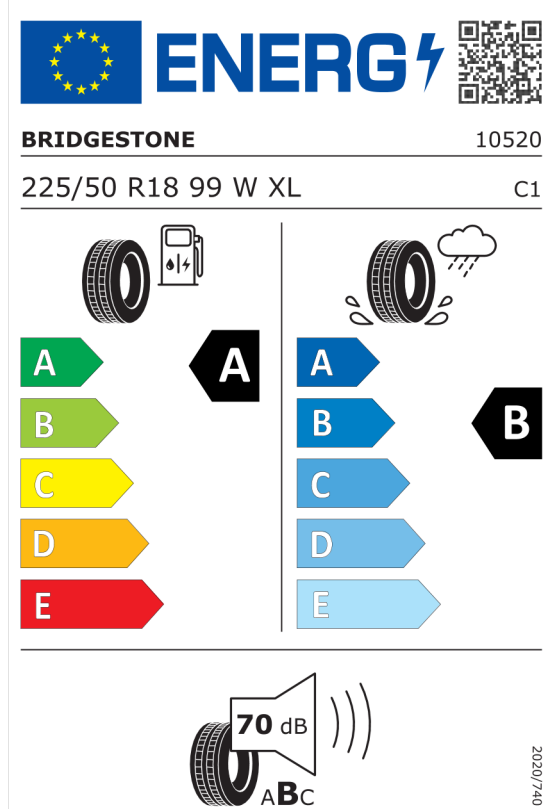 ENERG
BRIDGESTONE 10520
225/50 R18 99 W XL C1
A A
B
C
D
E
A
B B
C
D
E
70 dB
ABC
2020/740